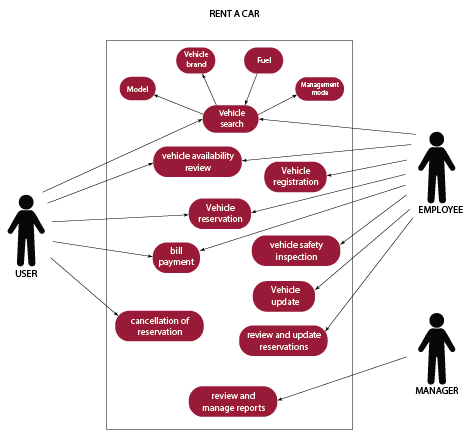 RENT A CAR
Vehicle
brand
Fuel
Model
Management
mode
Vehicle
search
vehicle availability
review
Vehicle
registration
EMPLOYEE
Vehicle
reservation
USER
bill
payment
vehicle safety
inspection
Vehicle
update
cancellation of
reservation
review and update
reservations
MANAGER
review and
manage reports